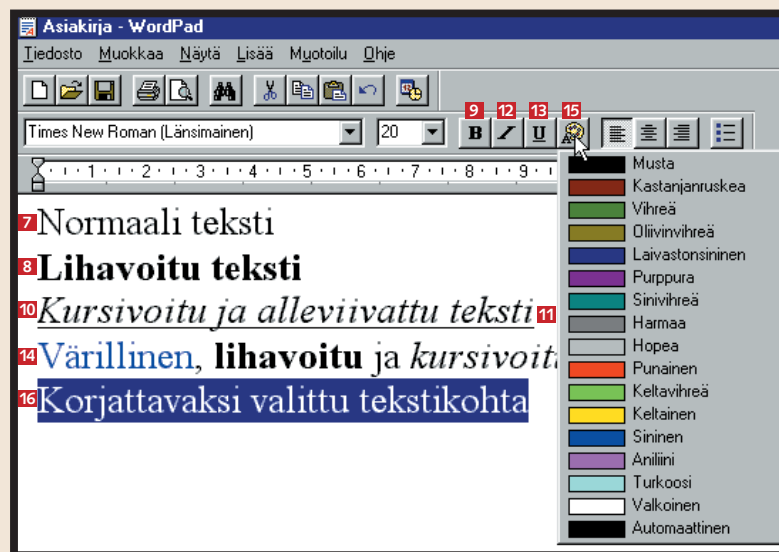 Asiakirja - WordPad
Tiedosto Muokkaa Näytä Lisää Muotoilu Ohje
9 12 13 15
Times New Roman (Länsimainen) 20 B I U
1 2 3 4 5 6 7 8 9
7 Normaali teksti
8 Lihavoitu teksti
10 Kursivoitu ja alleviivattu teksti 11
14 Värillinen, lihavoitu ja kursivoitu
16 Korjattavaksi valittu tekstikohta
Musta
Kastanjanruskea
Vihreä
Oliivinvihreä
Laivastonsininen
Purppura
Sinivihreä
Harmaa
Hopea
Punainen
Keltavihreä
Keltainen
Sininen
Aniliini
Turkoosi
Valkoinen
Automaattinen